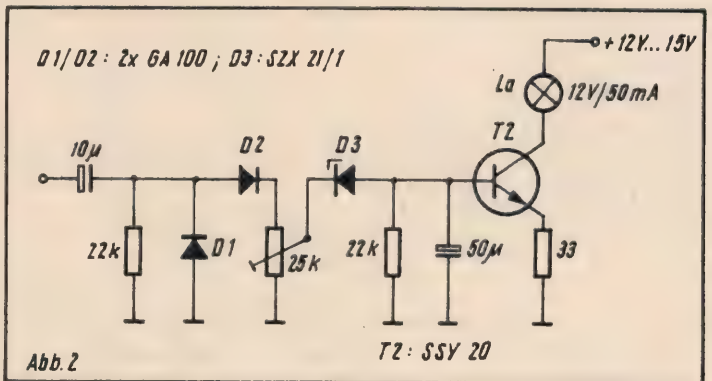 D1/D2: 2x GA 100 ; D3: SZX 21/1
+12V...15V
La
12V/50mA
T2
10µ
D2
D3
22k
D1
25k
22k
50µ
33
Abb. 2
T2: SSY 20